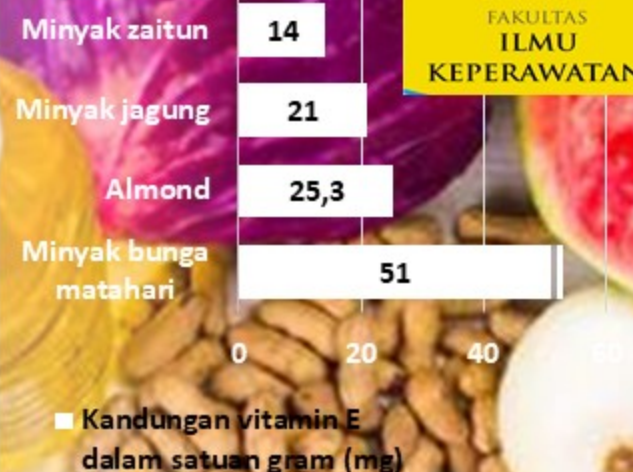 FAKULTAS
ILMU
KEPERAWATAN
Minyak zaitun
14
Minyak jagung
21
Almond
25,3
Minyak bunga
matahari
51
0 20 40 60
Kandungan vitamin E
dalam satuan gram (mg)